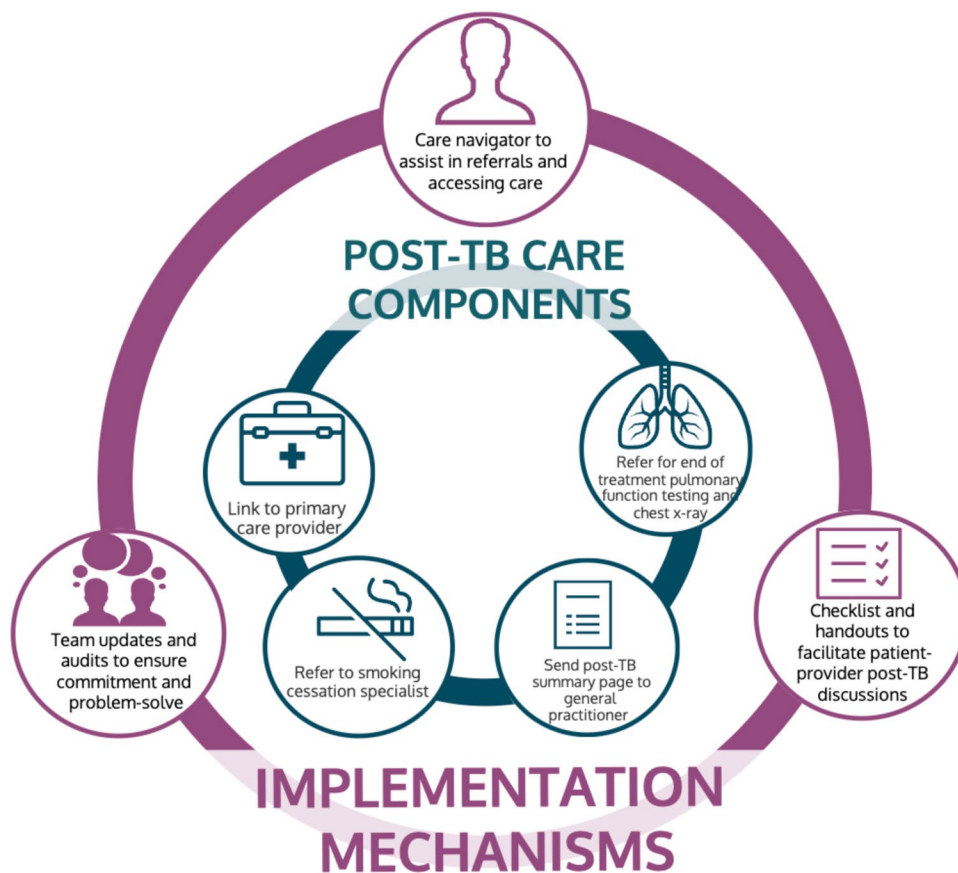 Care navigator to
assist in referrals and
accessing care
POST-TB CARE
COMPONENTS
Link to primary
care provider
Refer for end of
treatment pulmonary
function testing and
chest x-ray
Refer to smoking
cessation specialist
Send post-TB
summary page to
general
practitioner
Team updates and
audits to ensure
commitment and
problem-solve
Checklist and
handouts to
facilitate patient-
provider post-TB
discussions
IMPLEMENTATION
MECHANISMS